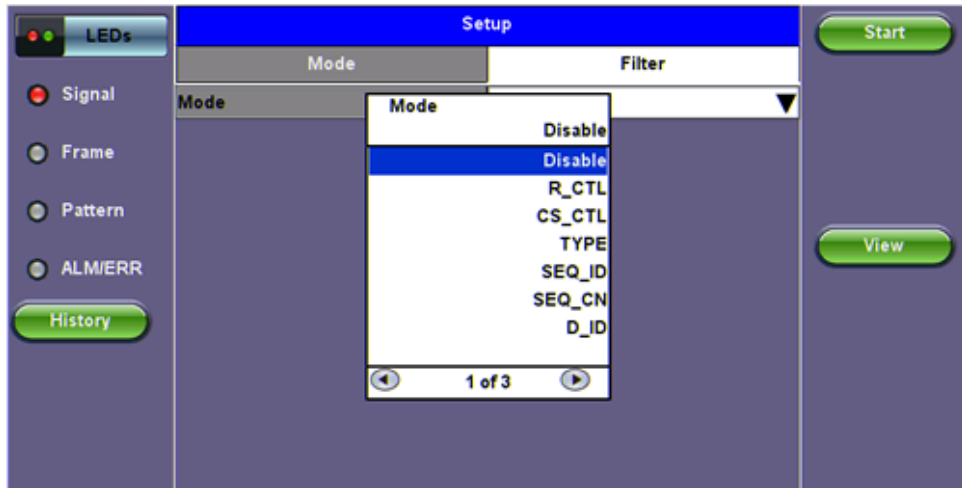 LEDs
Signal
Frame
Pattern
ALM/ERR
History
Setup
Mode Filter
Mode
Mode
Disable
Disable
R_CTL
CS_CTL
TYPE
SEQ_ID
SEQ_CN
D_ID
1 of 3
Start
View